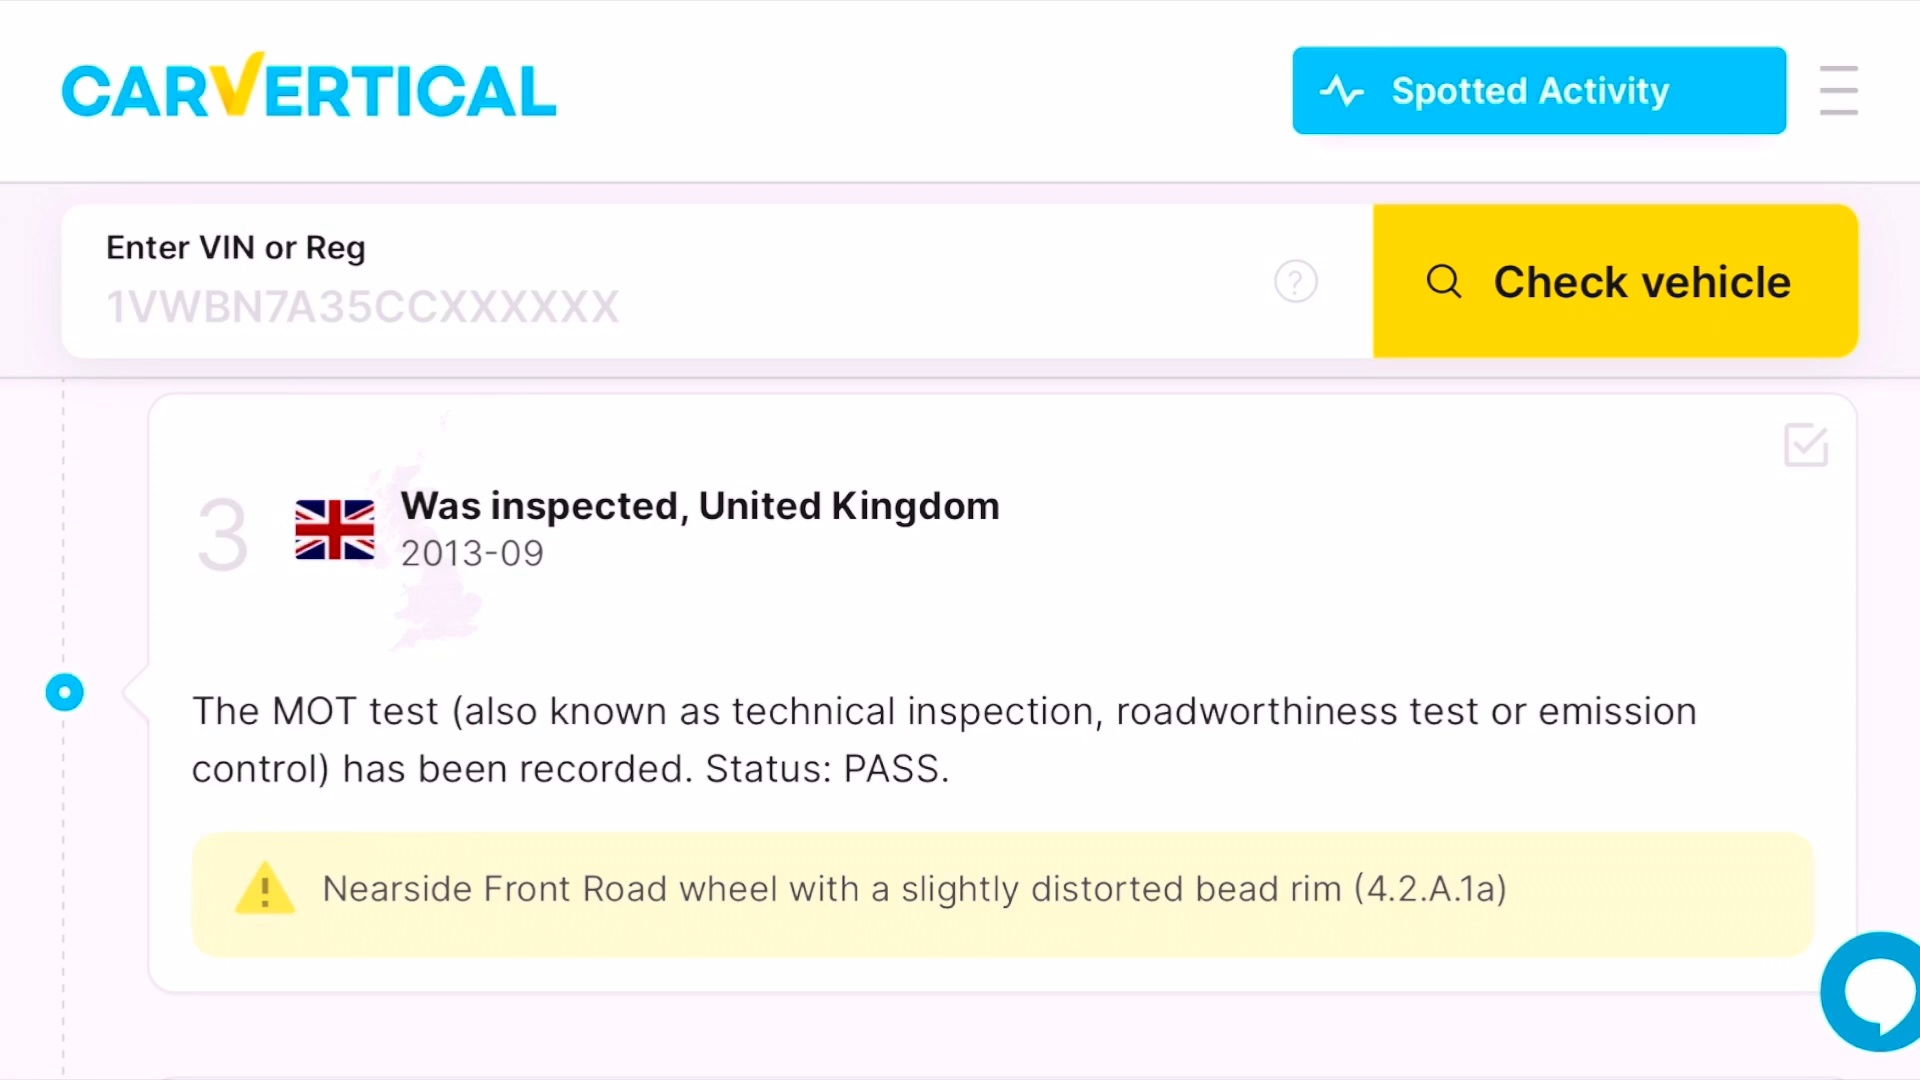 CARVERTICAL
Spotted Activity
Enter VIN or Reg
1VWBN7A35CCXXXXXX
?
Check vehicle
3
Was inspected, United Kingdom
2013-09
The MOT test (also known as technical inspection, roadworthiness test or emission
control) has been recorded. Status: PASS.
Nearside Front Road wheel with a slightly distorted bead rim (4.2.A.1a)